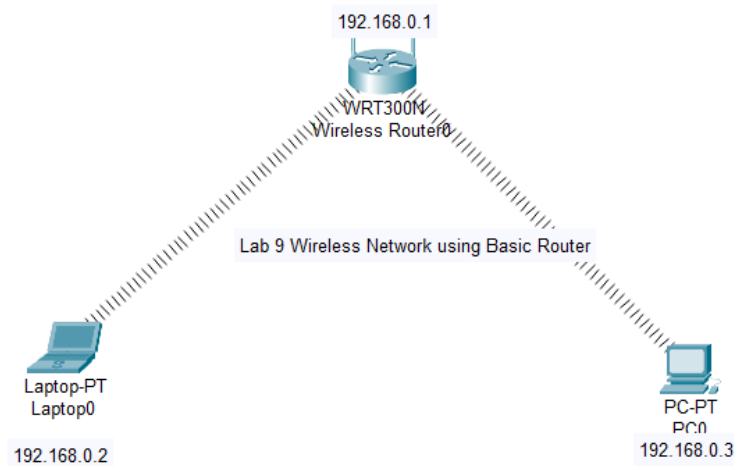 192.168.0.1
WRT300N
Wireless Router0
Lab 9 Wireless Network using Basic Router
Laptop-PT
Laptop0
192.168.0.2
PC-PT
PC0
192.168.0.3